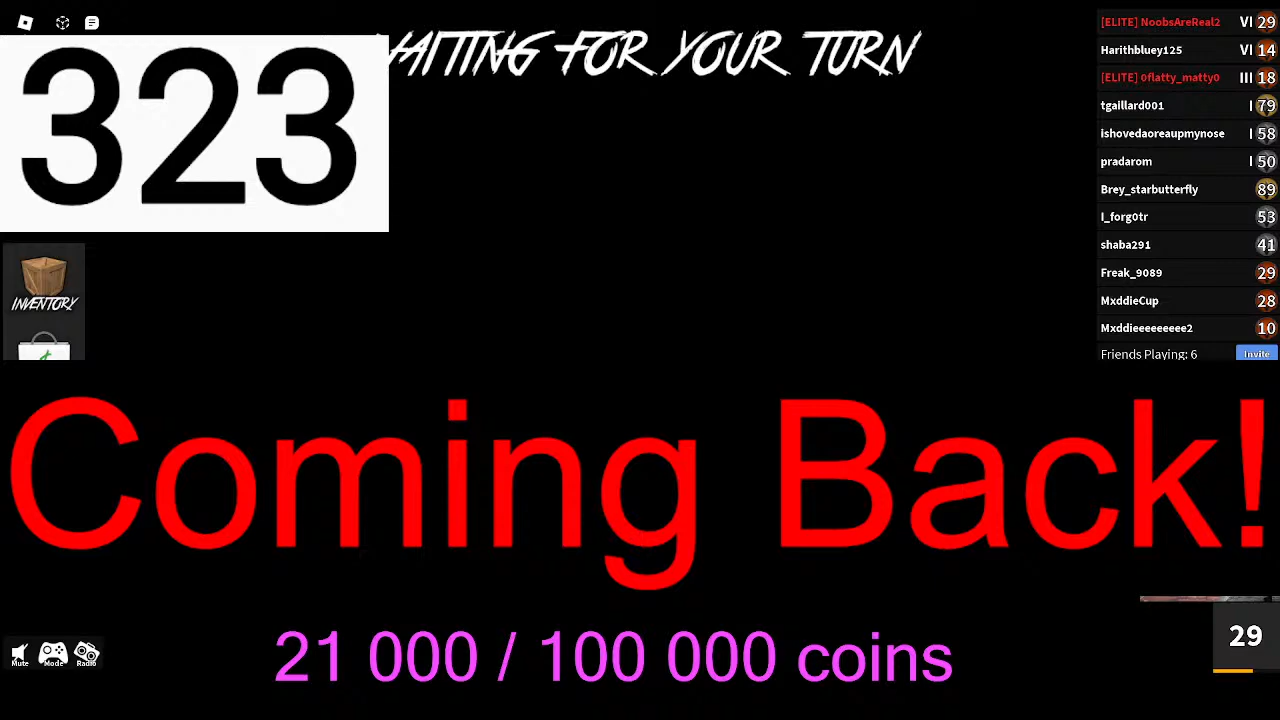 WAITING FOR YOUR TURN
323
INVENTORY
[ELITE] NoobsAreReal2 VI 29
Harithbluey125 VI 14
[ELITE] 0flatty_matty0 III 18
tgaillard001 I 79
ishovedaoreaupmynose I 58
pradarom I 50
Brey_starbutterfly 89
I_forg0tr 53
shaba291 41
Freak_9089 29
MxddieCup 28
Mxddieeeeeeeee2 10
Friends Playing: 6 Invite
Coming Back!
21 000 / 100 000 coins
Mute Mode Radio
29